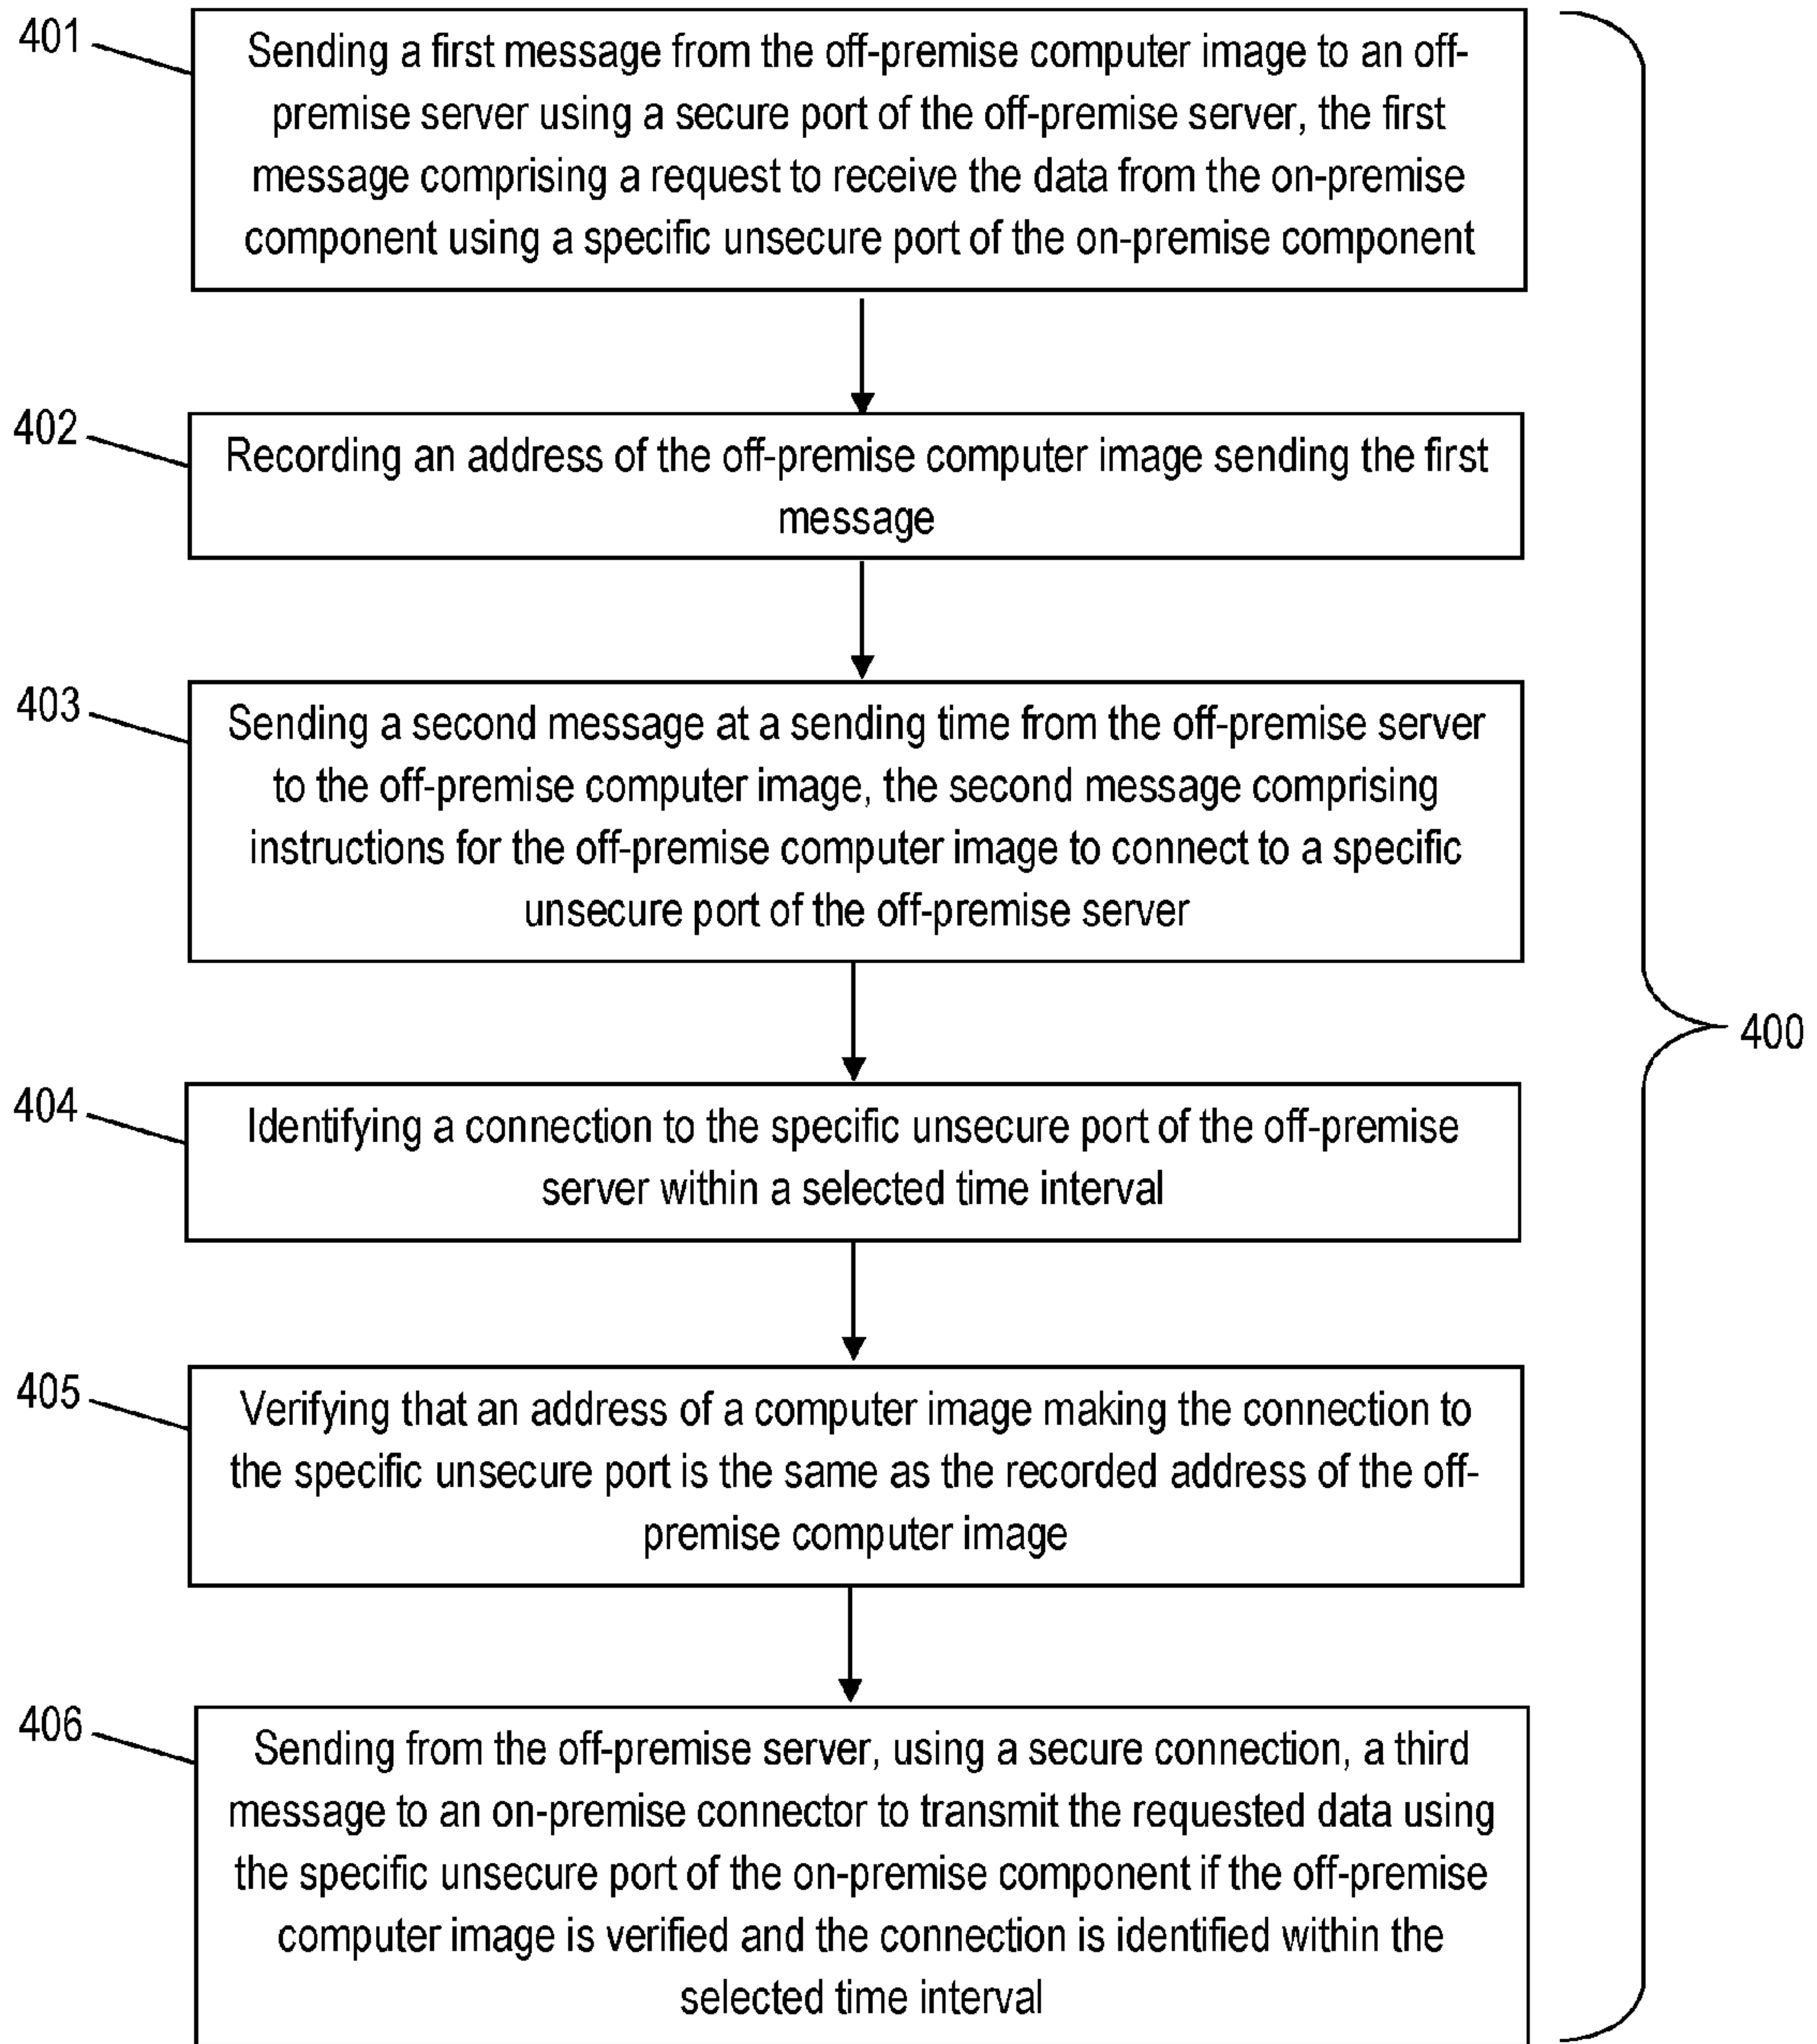 401
Sending a first message from the off-premise computer image to an off-
premise server using a secure port of the off-premise server, the first
message comprising a request to receive the data from the on-premise
component using a specific unsecure port of the on-premise component
402
Recording an address of the off-premise computer image sending the first
message
403
Sending a second message at a sending time from the off-premise server
to the off-premise computer image, the second message comprising
instructions for the off-premise computer image to connect to a specific
unsecure port of the off-premise server
400
404
Identifying a connection to the specific unsecure port of the off-premise
server within a selected time interval
405
Verifying that an address of a computer image making the connection to
the specific unsecure port is the same as the recorded address of the off-
premise computer image
406
Sending from the off-premise server, using a secure connection, a third
message to an on-premise connector to transmit the requested data using
the specific unsecure port of the on-premise component if the off-premise
computer image is verified and the connection is identified within the
selected time interval